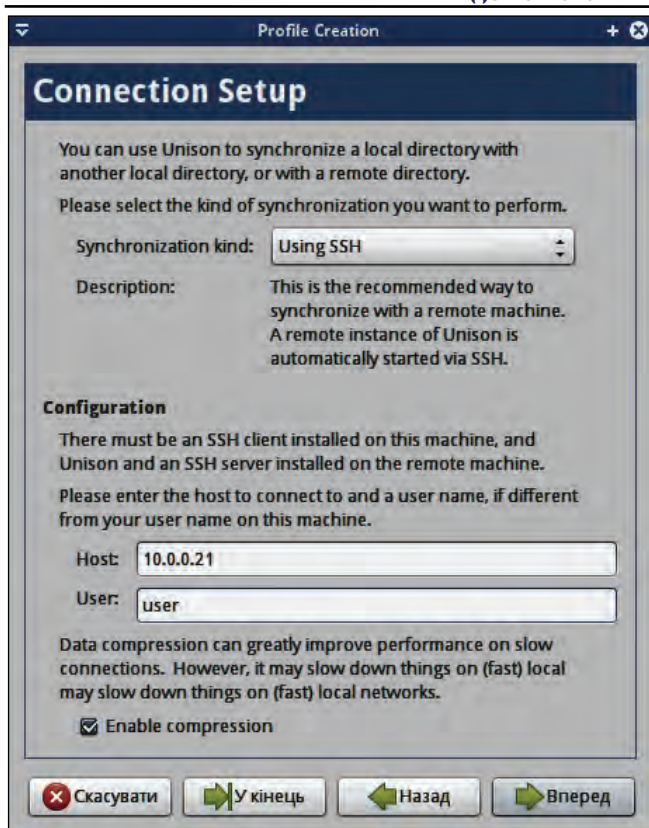 Profile Creation
Connection Setup
You can use Unison to synchronize a local directory with
another local directory, or with a remote directory.
Please select the kind of synchronization you want to perform.
Synchronization kind: Using SSH
Description: This is the recommended way to
synchronize with a remote machine.
A remote instance of Unison is
automatically started via SSH.
Configuration
There must be an SSH client installed on this machine, and
Unison and an SSH server installed on the remote machine.
Please enter the host to connect to and a user name, if different
from your user name on this machine.
Host: 10.0.0.21
User: user
Data compression can greatly improve performance on slow
connections. However, it may slow down things on (fast) local
may slow down things on (fast) local networks.
Enable compression
Скасувати У кінець Назад Вперед